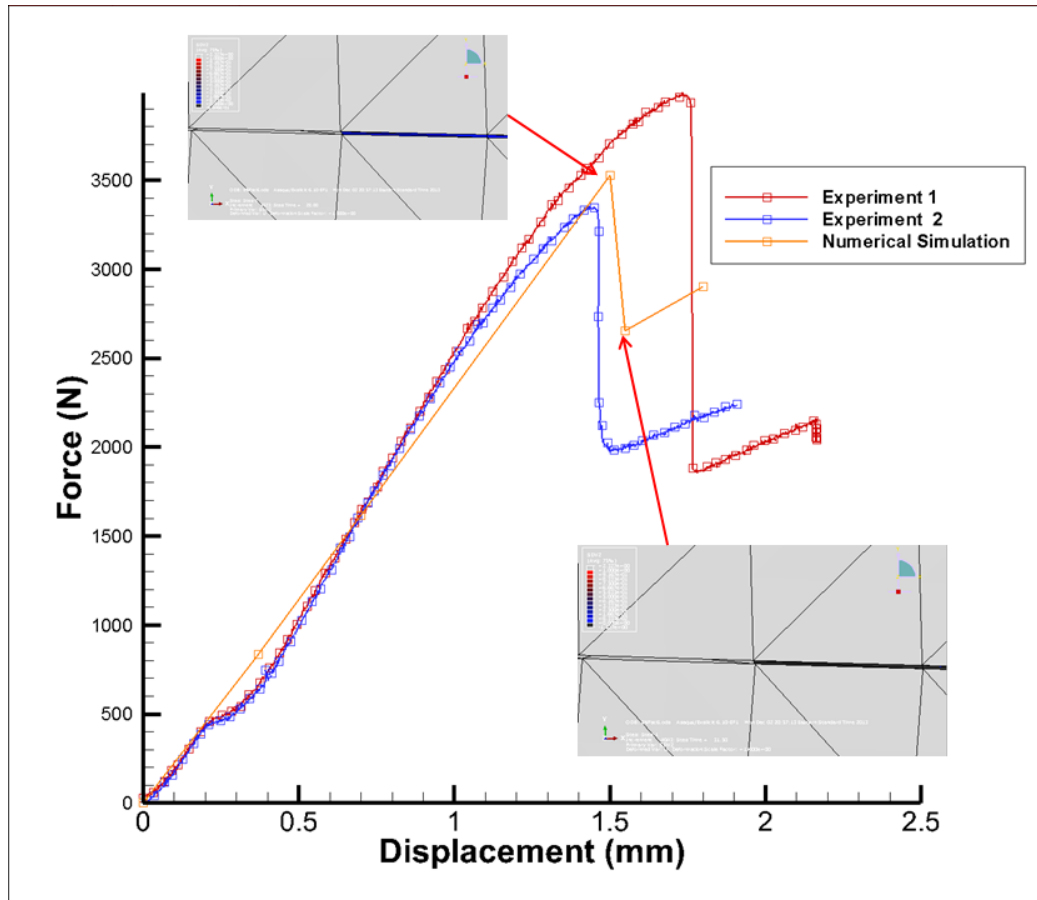 3500
3000
2500
2000
1500
1000
500
0
Force (N)
Experiment 1
Experiment 2
Numerical Simulation
0 0.5 1 1.5 2 2.5
Displacement (mm)